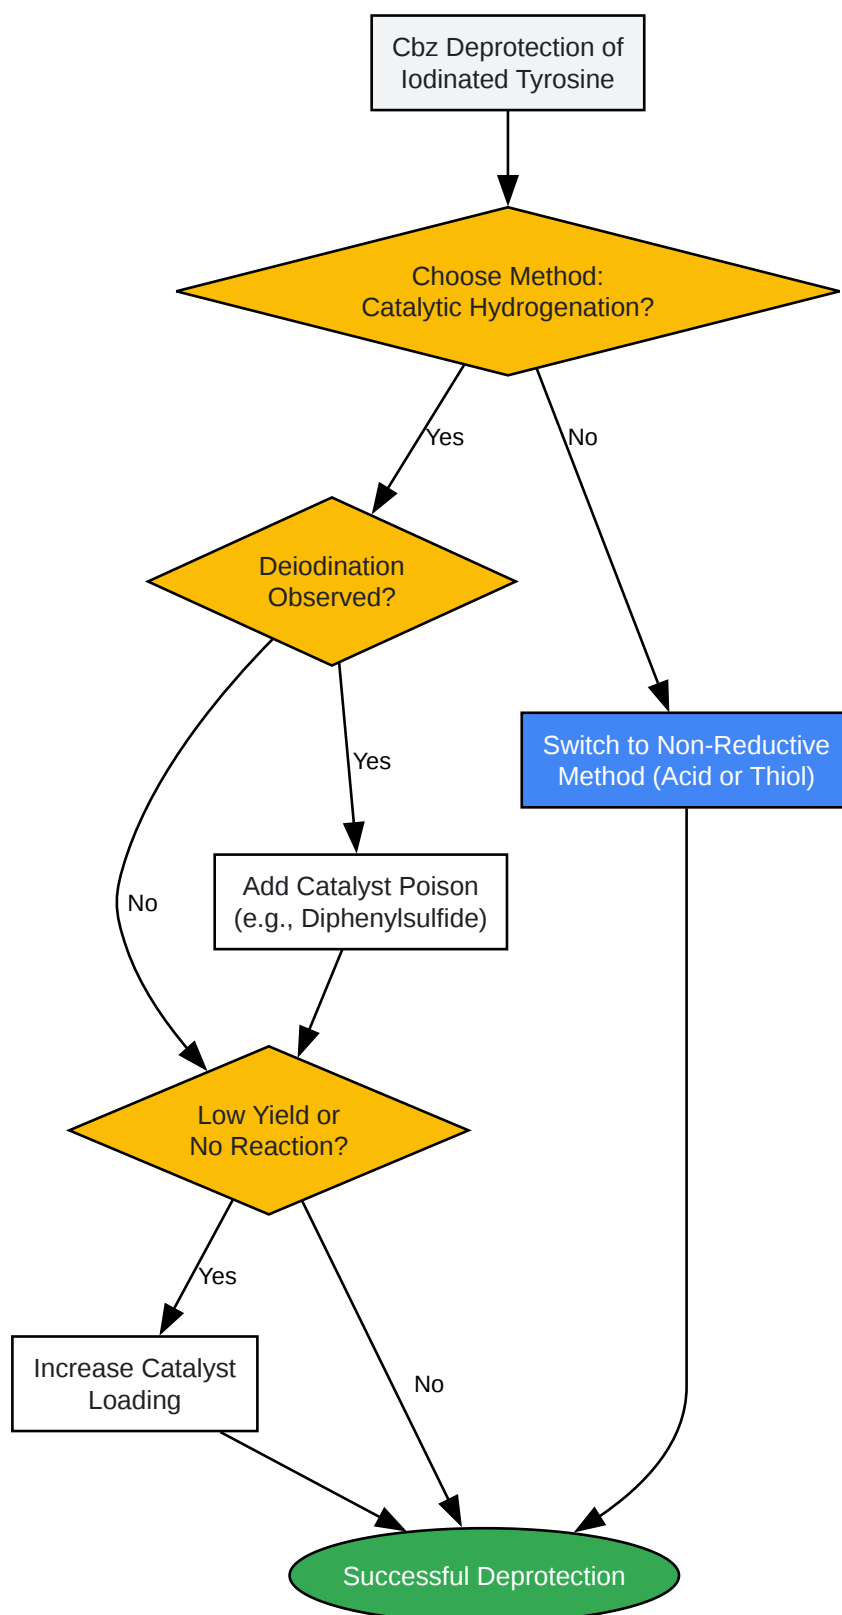 Cbz Deprotection of
Iodinated Tyrosine
Choose Method:
Catalytic Hydrogenation?
Yes
No
Deiodination
Observed?
Switch to Non-Reductive
Method (Acid or Thiol)
Yes
Add Catalyst Poison
(e.g., Diphenylsulfide)
No
Low Yield or
No Reaction?
Yes
Increase Catalyst
Loading
No
Successful Deprotection